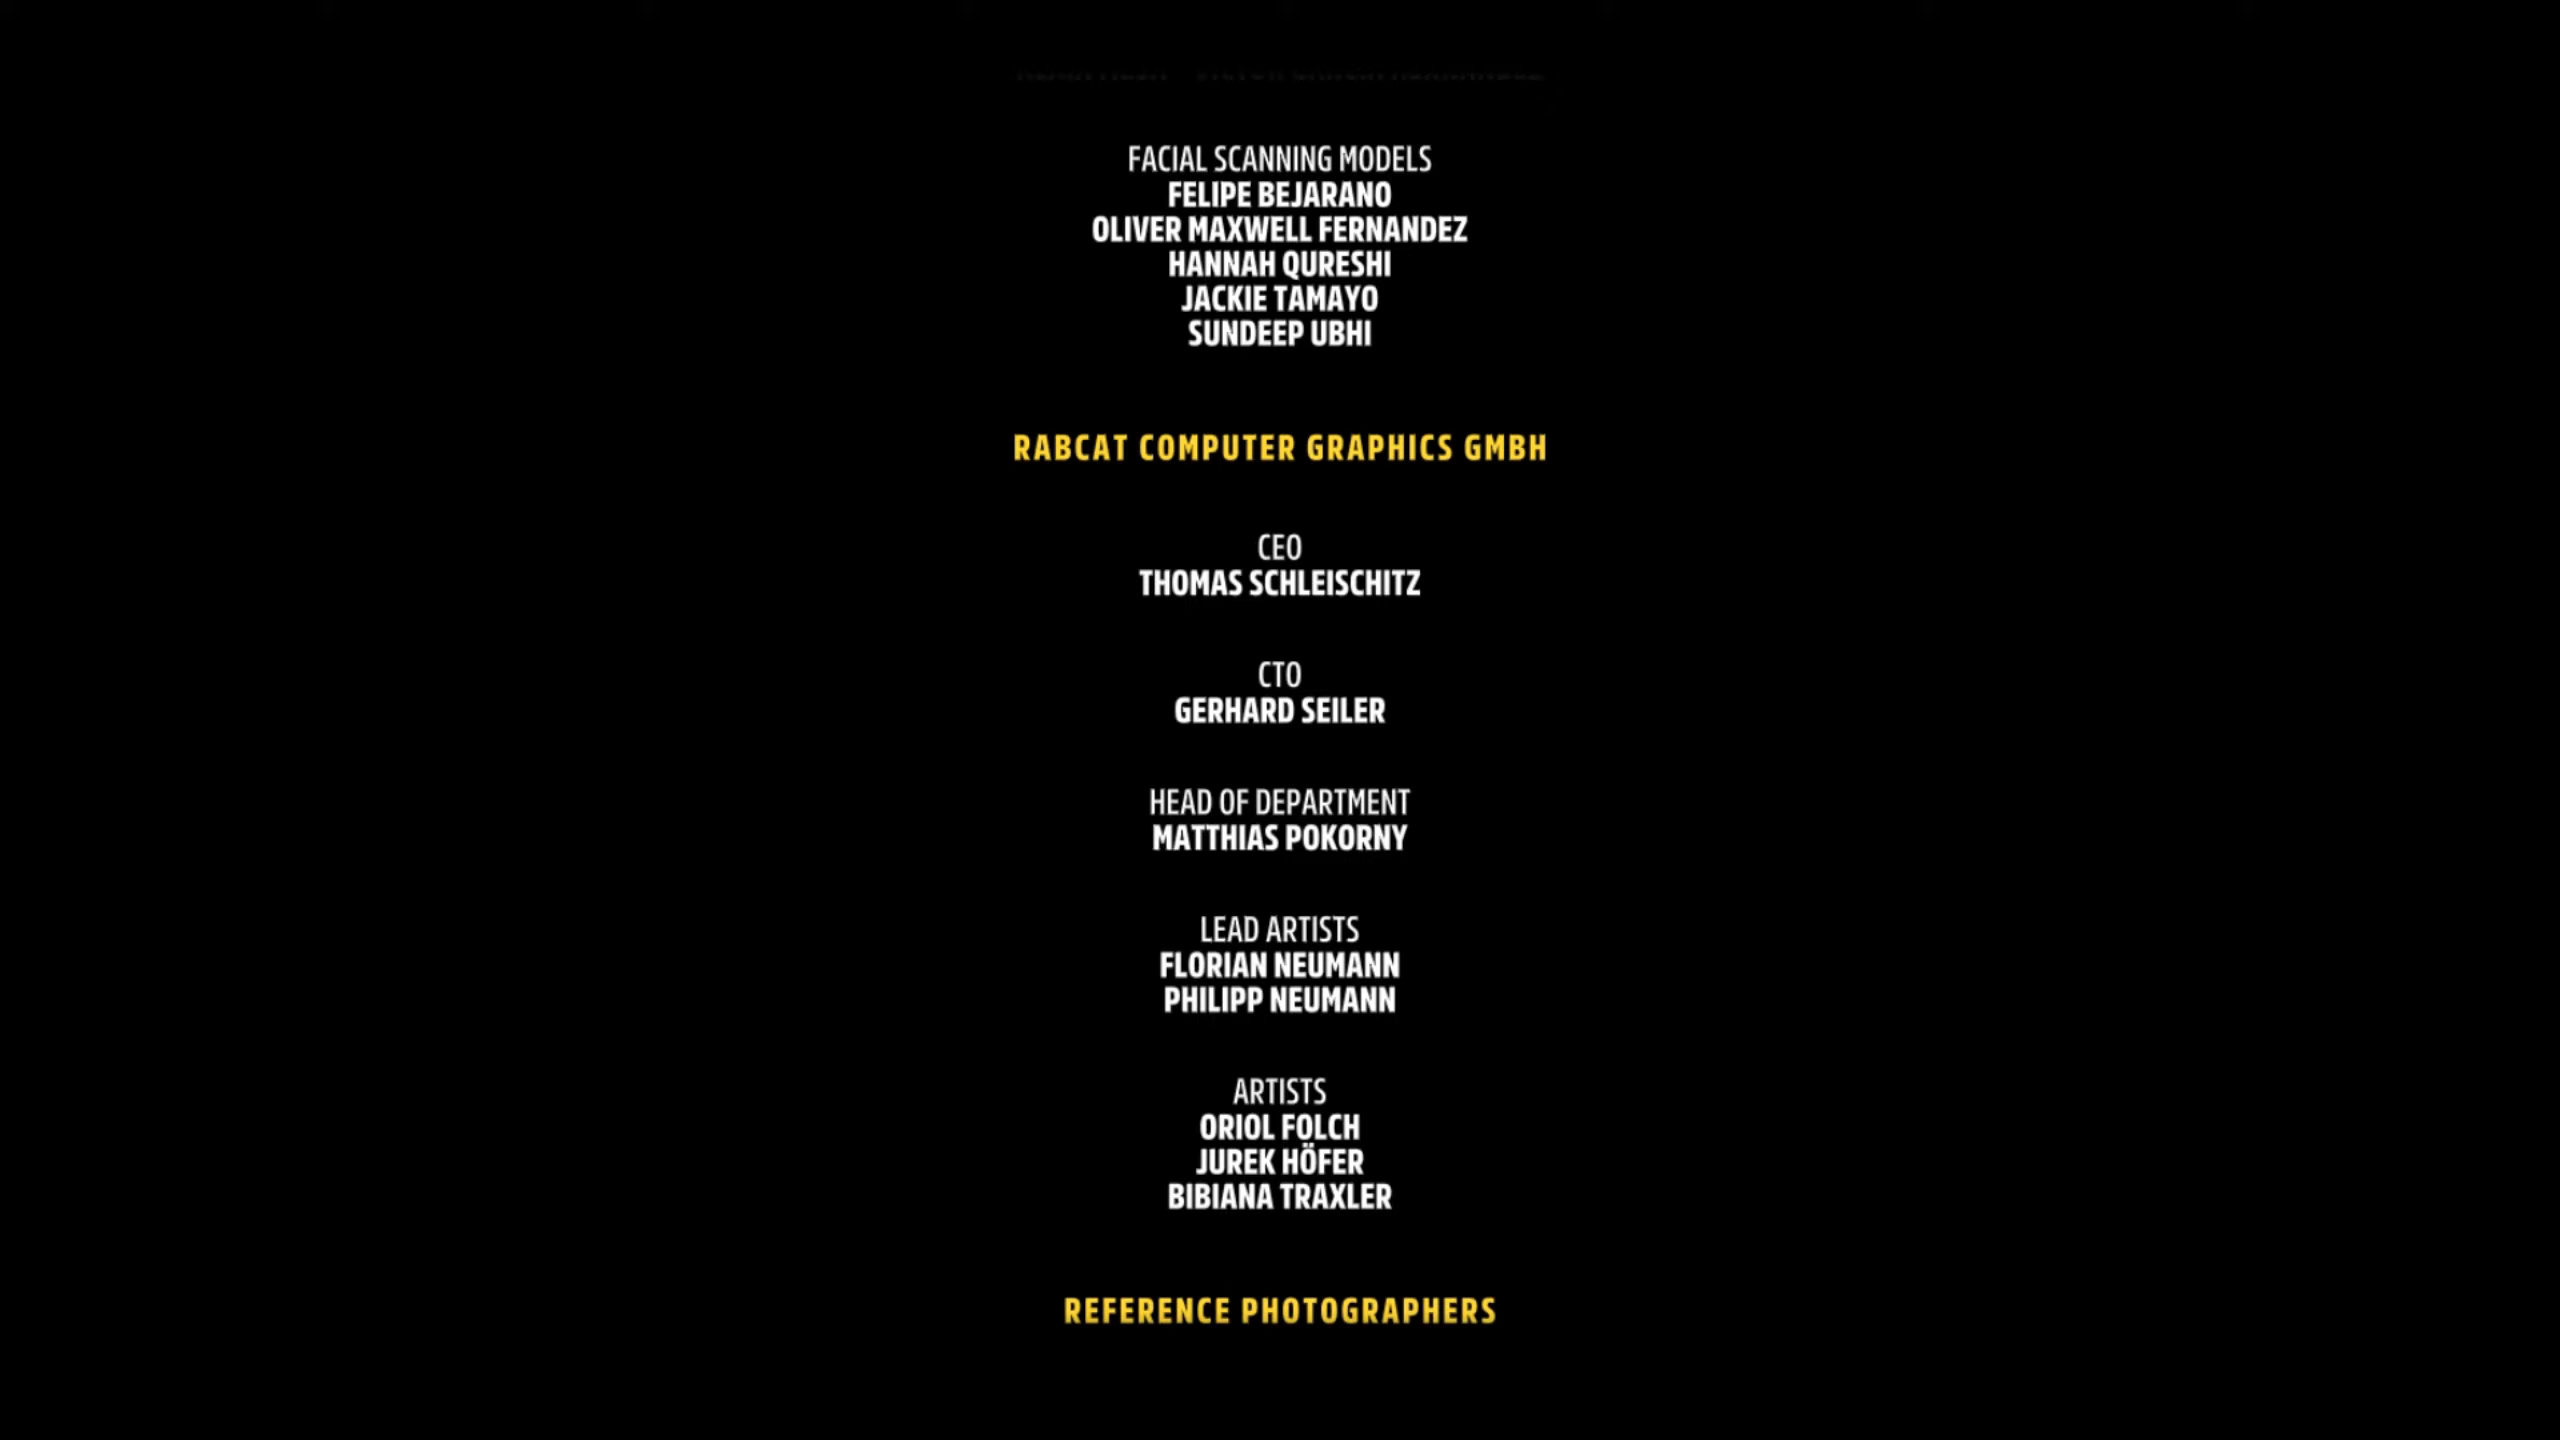 FACIAL SCANNING MODELS
FELIPE BEJARANO
OLIVER MAXWELL FERNANDEZ
HANNAH QURESHI
JACKIE TAMAYO
SUNDEEP UBHI
RABCAT COMPUTER GRAPHICS GMBH
CEO
THOMAS SCHLEISCHITZ
CTO
GERHARD SEILER
HEAD OF DEPARTMENT
MATTHIAS POKORNY
LEAD ARTISTS
FLORIAN NEUMANN
PHILIPP NEUMANN
ARTISTS
ORIOL FOLCH
JUREK HÖFER
BIBIANA TRAXLER
REFERENCE PHOTOGRAPHERS